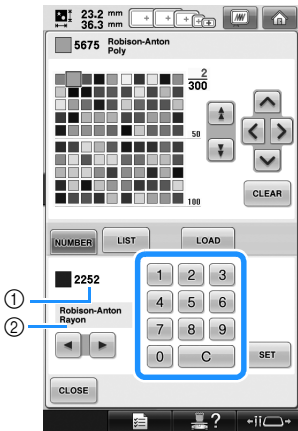 23.2 mm
36.3 mm
5675 Robison-Anton
Poly
2
300
50
100
CLEAR
NUMBER LIST LOAD
① 2252
Robison-Anton
② Rayon
1 2 3
4 5 6
7 8 9
0 C
SET
CLOSE
?